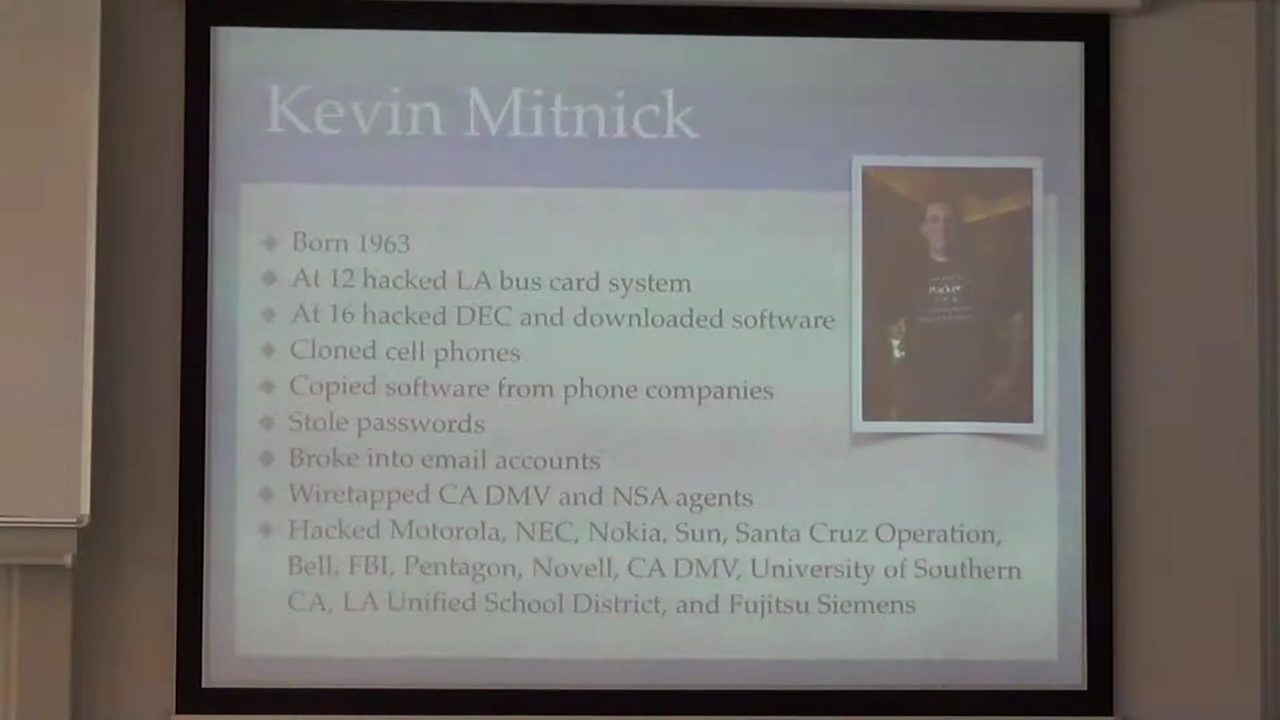 Kevin Mitnick
Born 1963
At 12 hacked LA bus card system
At 16 hacked DEC and downloaded software
Cloned cell phones
Copied software from phone companies
Stole passwords
Broke into email accounts
Wiretapped CA DMV and NSA agents
Hacked Motorola, NEC, Nokia, Sun, Santa Cruz Operation,
Bell, FBI, Pentagon, Novell, CA DMV, University of Southern
CA, LA Unified School District, and Fujitsu Siemens
Hacker